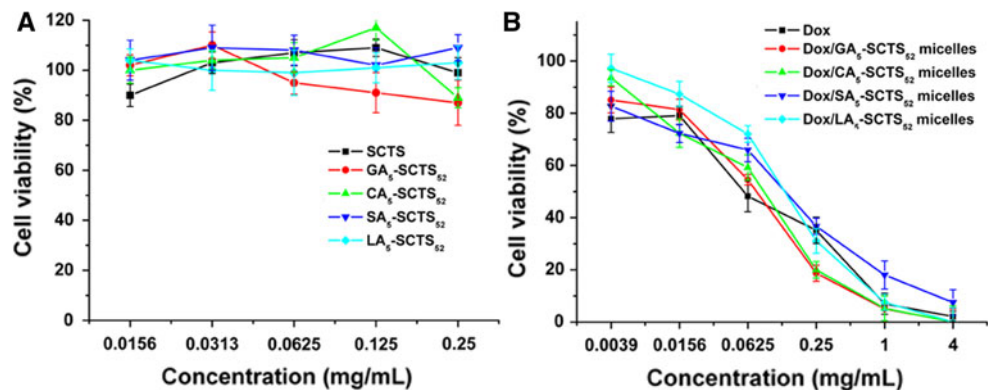 A
Cell viability (%)
120
100
80
60
40
20
0
SCTS
GA₅-SCTS₅₂
CA₅-SCTS₅₂
SA₅-SCTS₅₂
LA₅-SCTS₅₂
0.0156 0.0313 0.0625 0.125 0.25
Concentration (mg/mL)
B
Cell viability (%)
120
100
80
60
40
20
0
Dox
Dox/GA₅-SCTS₅₂ micelles
Dox/CA₅-SCTS₅₂ micelles
Dox/SA₅-SCTS₅₂ micelles
Dox/LA₅-SCTS₅₂ micelles
0.0039 0.0156 0.0625 0.25 1 4
Concentration (mg/mL)